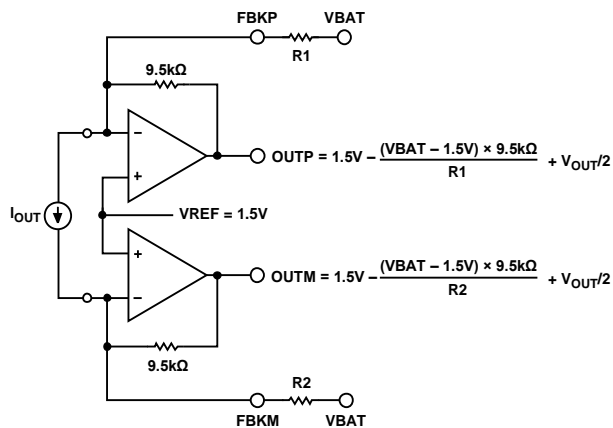 FBKP VBAT
R1
9.5kΩ
OUTP = 1.5V – (VBAT – 1.5V) × 9.5kΩ / R1 + VOUT/2
IOUT
VREF = 1.5V
OUTM = 1.5V – (VBAT – 1.5V) × 9.5kΩ / R2 + VOUT/2
9.5kΩ
R2
FBKM VBAT